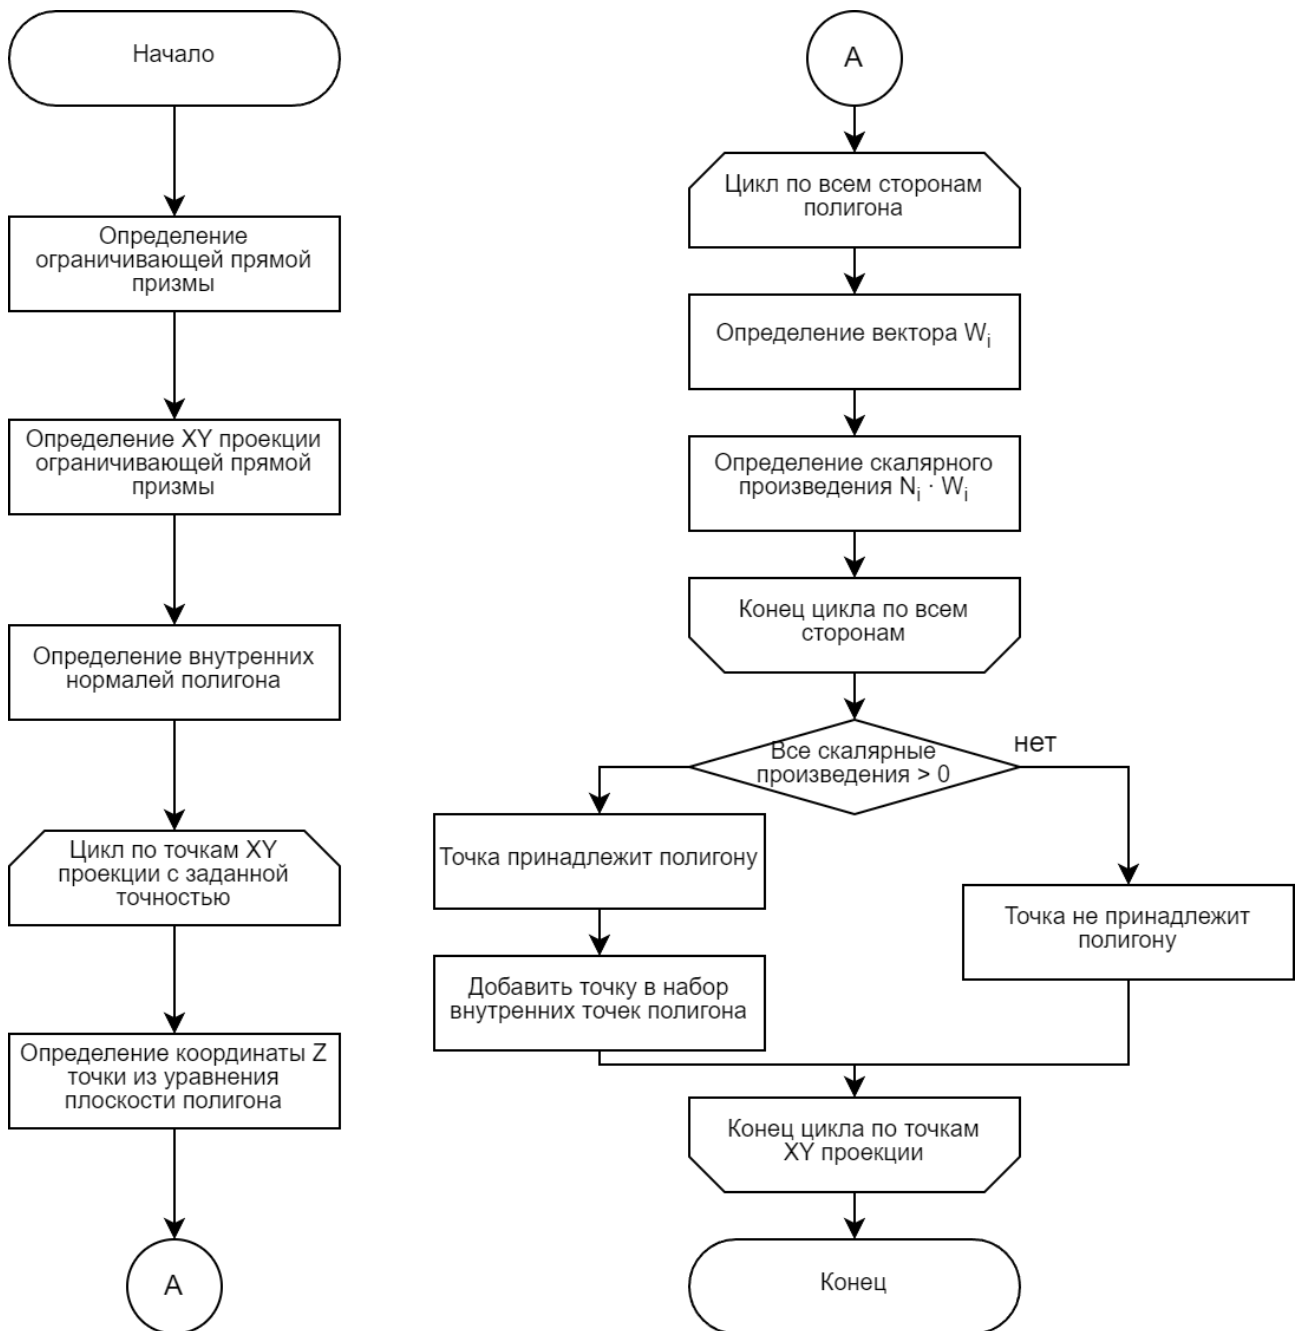 Начало
Определение
ограничивающей прямой
призмы
Определение XY проекции
ограничивающей прямой
призмы
Определение внутренних
нормалей полигона
Цикл по точкам XY
проекции с заданной
точностью
Определение координаты Z
точки из уравнения
плоскости полигона
A
A
Цикл по всем сторонам
полигона
Определение вектора W_i
Определение скалярного
произведения N_i · W_i
Конец цикла по всем
сторонам
Все скалярные
произведения > 0
нет
Точка принадлежит полигону
Добавить точку в набор
внутренних точек полигона
Точка не принадлежит
полигону
Конец цикла по точкам
XY проекции
Конец